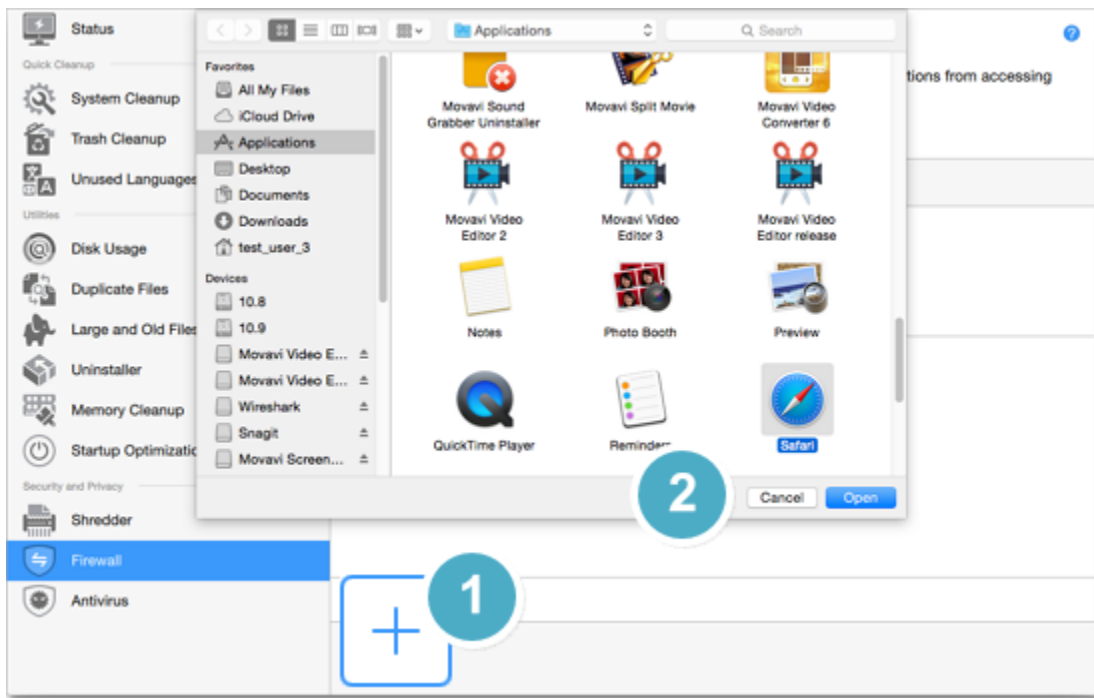 Status
Quick Cleanup
System Cleanup
Trash Cleanup
Unused Languages
Utilities
Disk Usage
Duplicate Files
Large and Old Files
Uninstaller
Memory Cleanup
Startup Optimizatio
Security and Privacy
Shredder
Firewall
Antivirus
Applications
Search
Favorites
All My Files
iCloud Drive
Applications
Desktop
Documents
Downloads
test_user_3
Devices
10.8
10.9
Movavi Video E...
Movavi Video E...
Wireshark
Snagit
Movavi Screen...
Movavi Sound
Grabber Uninstaller
Movavi Split Movie
Movavi Video
Converter 6
Movavi Video
Editor 2
Movavi Video
Editor 3
Movavi Video
Editor release
Notes
Photo Booth
Preview
QuickTime Player
Reminders
Safari
2
Cancel
Open
tions from accessing
?
1